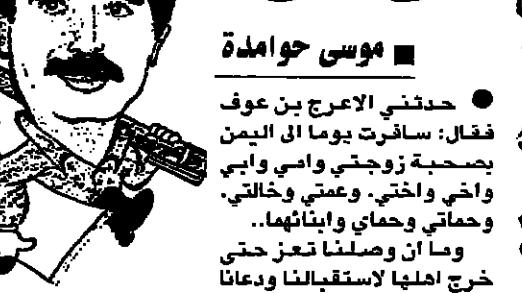 موسى حوامدة
حدثني الاعرج بن عوف
فقال: سافرت يوما الى اليمن
بصحبة زوجتي وامي وابي
واخي واختي. وعمتي وخالتي.
وحماتي وحماي وابنائهما..
وما ان وصلنا تعز حتى
خرج اهلها لاستقبالنا ودعانا